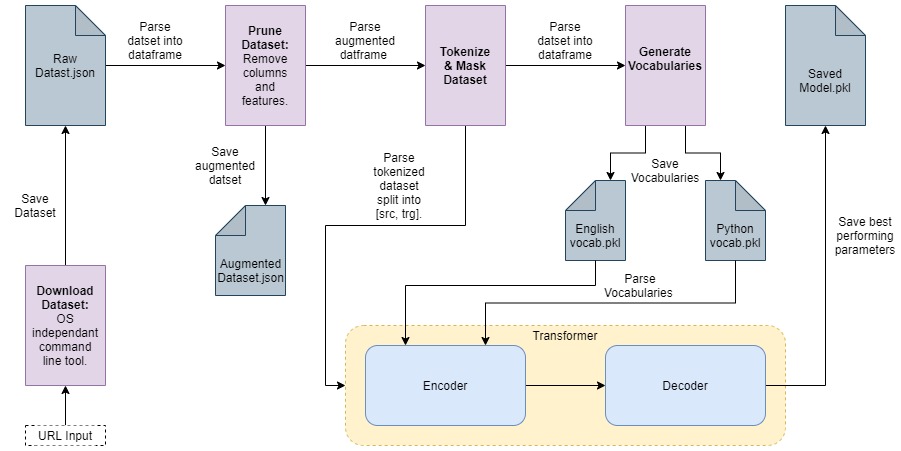 Raw
Datast.json
Parse
datset into
dataframe
Prune
Dataset:
Remove
columns
and
features.
Parse
augmented
datframe
Tokenize
& Mask
Dataset
Parse
datset into
dataframe
Generate
Vocabularies
Saved
Model.pkl
Save
augmented
datset
Parse
tokenized
dataset
split into
[src, trg].
Save
Vocabularies
Save
Dataset
Augmented
Dataset.json
English
vocab.pkl
Python
vocab.pkl
Save best
performing
parameters
Download
Dataset:
OS
independant
command
line tool.
Parse
Vocabularies
Transformer
Encoder
Decoder
URL Input